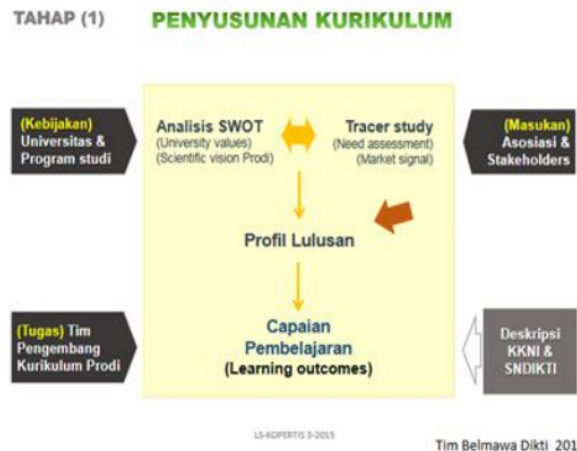 TAHAP (1)
PENYUSUNAN KURIKULUM
(Kebijakan)
Universitas &
Program studi
Analisis SWOT
(University values)
(Scientific vision Prodi)
Tracer study
(Need assessment)
(Market signal)
(Masukan)
Asosiasi &
Stakeholders
Profil Lulusan
(Tugas) Tim
Pengembang
Kurikulum Prodi
Capaian
Pembelajaran
(Learning outcomes)
Deskripsi
KKNI &
SNDIKTI
LS-KOPERTIS 3-2015
Tim Belmawa Dikti 201